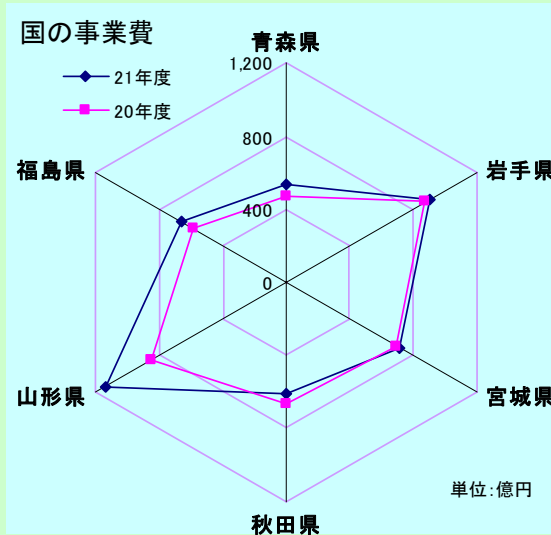 国の事業費
青森県
21年度
20年度
1,200
800
400
0
福島県
岩手県
山形県
宮城県
単位:億円
秋田県